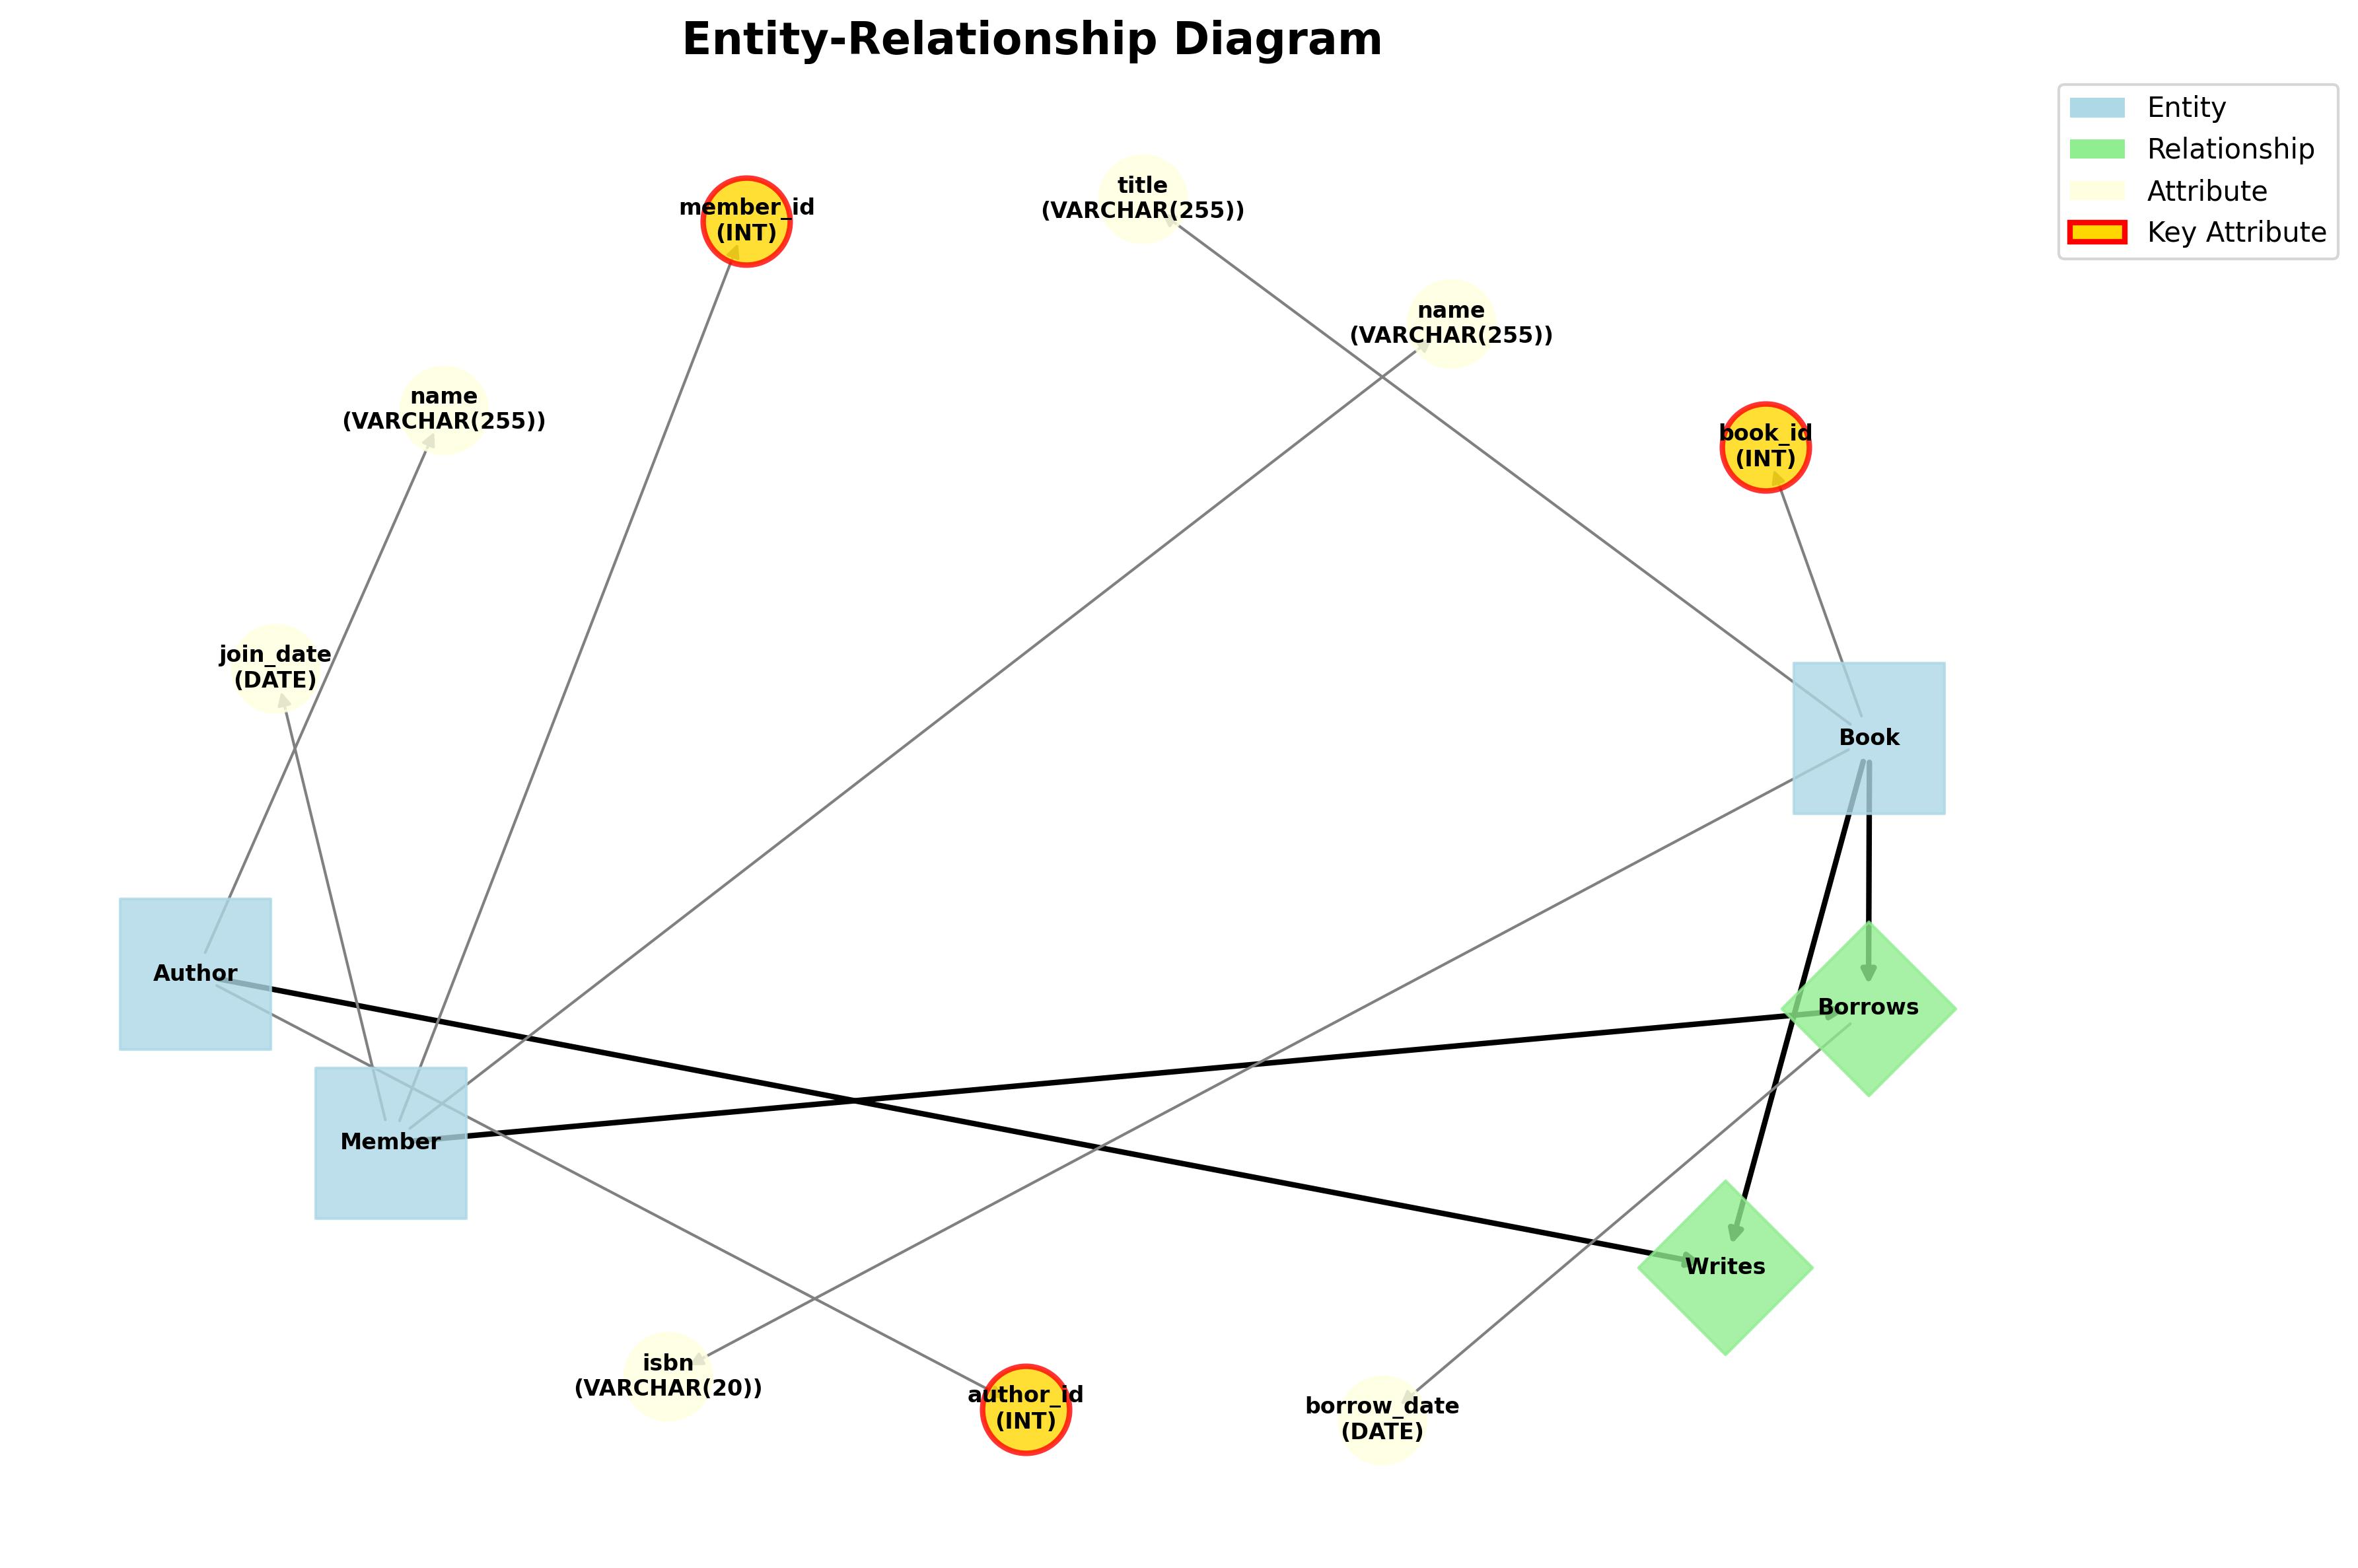 Entity-Relationship Diagram
Entity
Relationship
Attribute
Key Attribute
member_id
(INT)
title
(VARCHAR(255))
name
(VARCHAR(255))
name
(VARCHAR(255))
book_id
(INT)
join_date
(DATE)
Book
Author
Borrows
Member
Writes
isbn
(VARCHAR(20))
author_id
(INT)
borrow_date
(DATE)